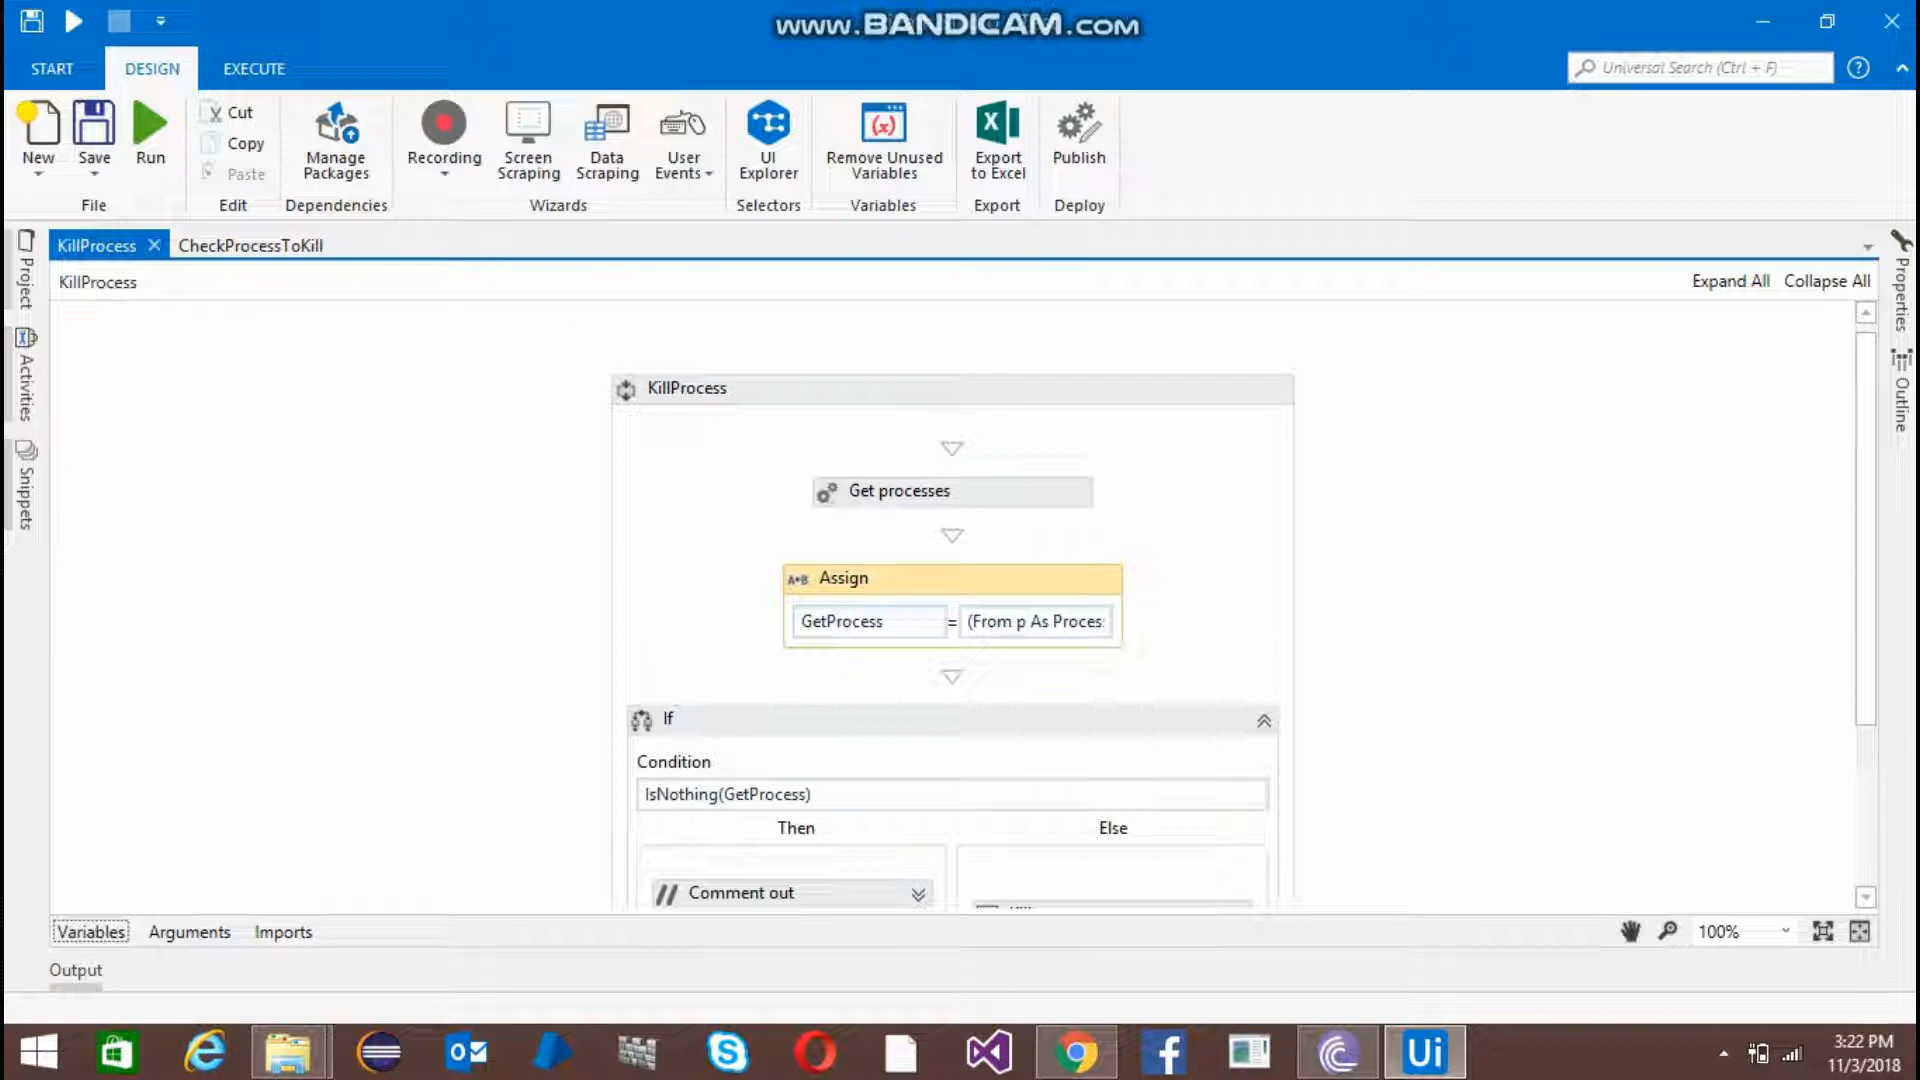 www.BANDICAM.com
START DESIGN EXECUTE
Universal Search (Ctrl + F)
New Save Run
Cut
Copy
Paste
Manage Packages
Recording
Screen Scraping
Data Scraping
User Events
UI Explorer
Remove Unused Variables
Export to Excel
Publish
File Edit Dependencies Wizards Selectors Variables Export Deploy
KillProcess CheckProcessToKill
KillProcess Expand All Collapse All
Project
Activities
Snippets
Properties
Outline
KillProcess
Get processes
A+B Assign
GetProcess = (From p As Proces
If
Condition
IsNothing(GetProcess)
Then Else
// Comment out
Variables Arguments Imports 100%
Output
3:22 PM
11/3/2018
Ui